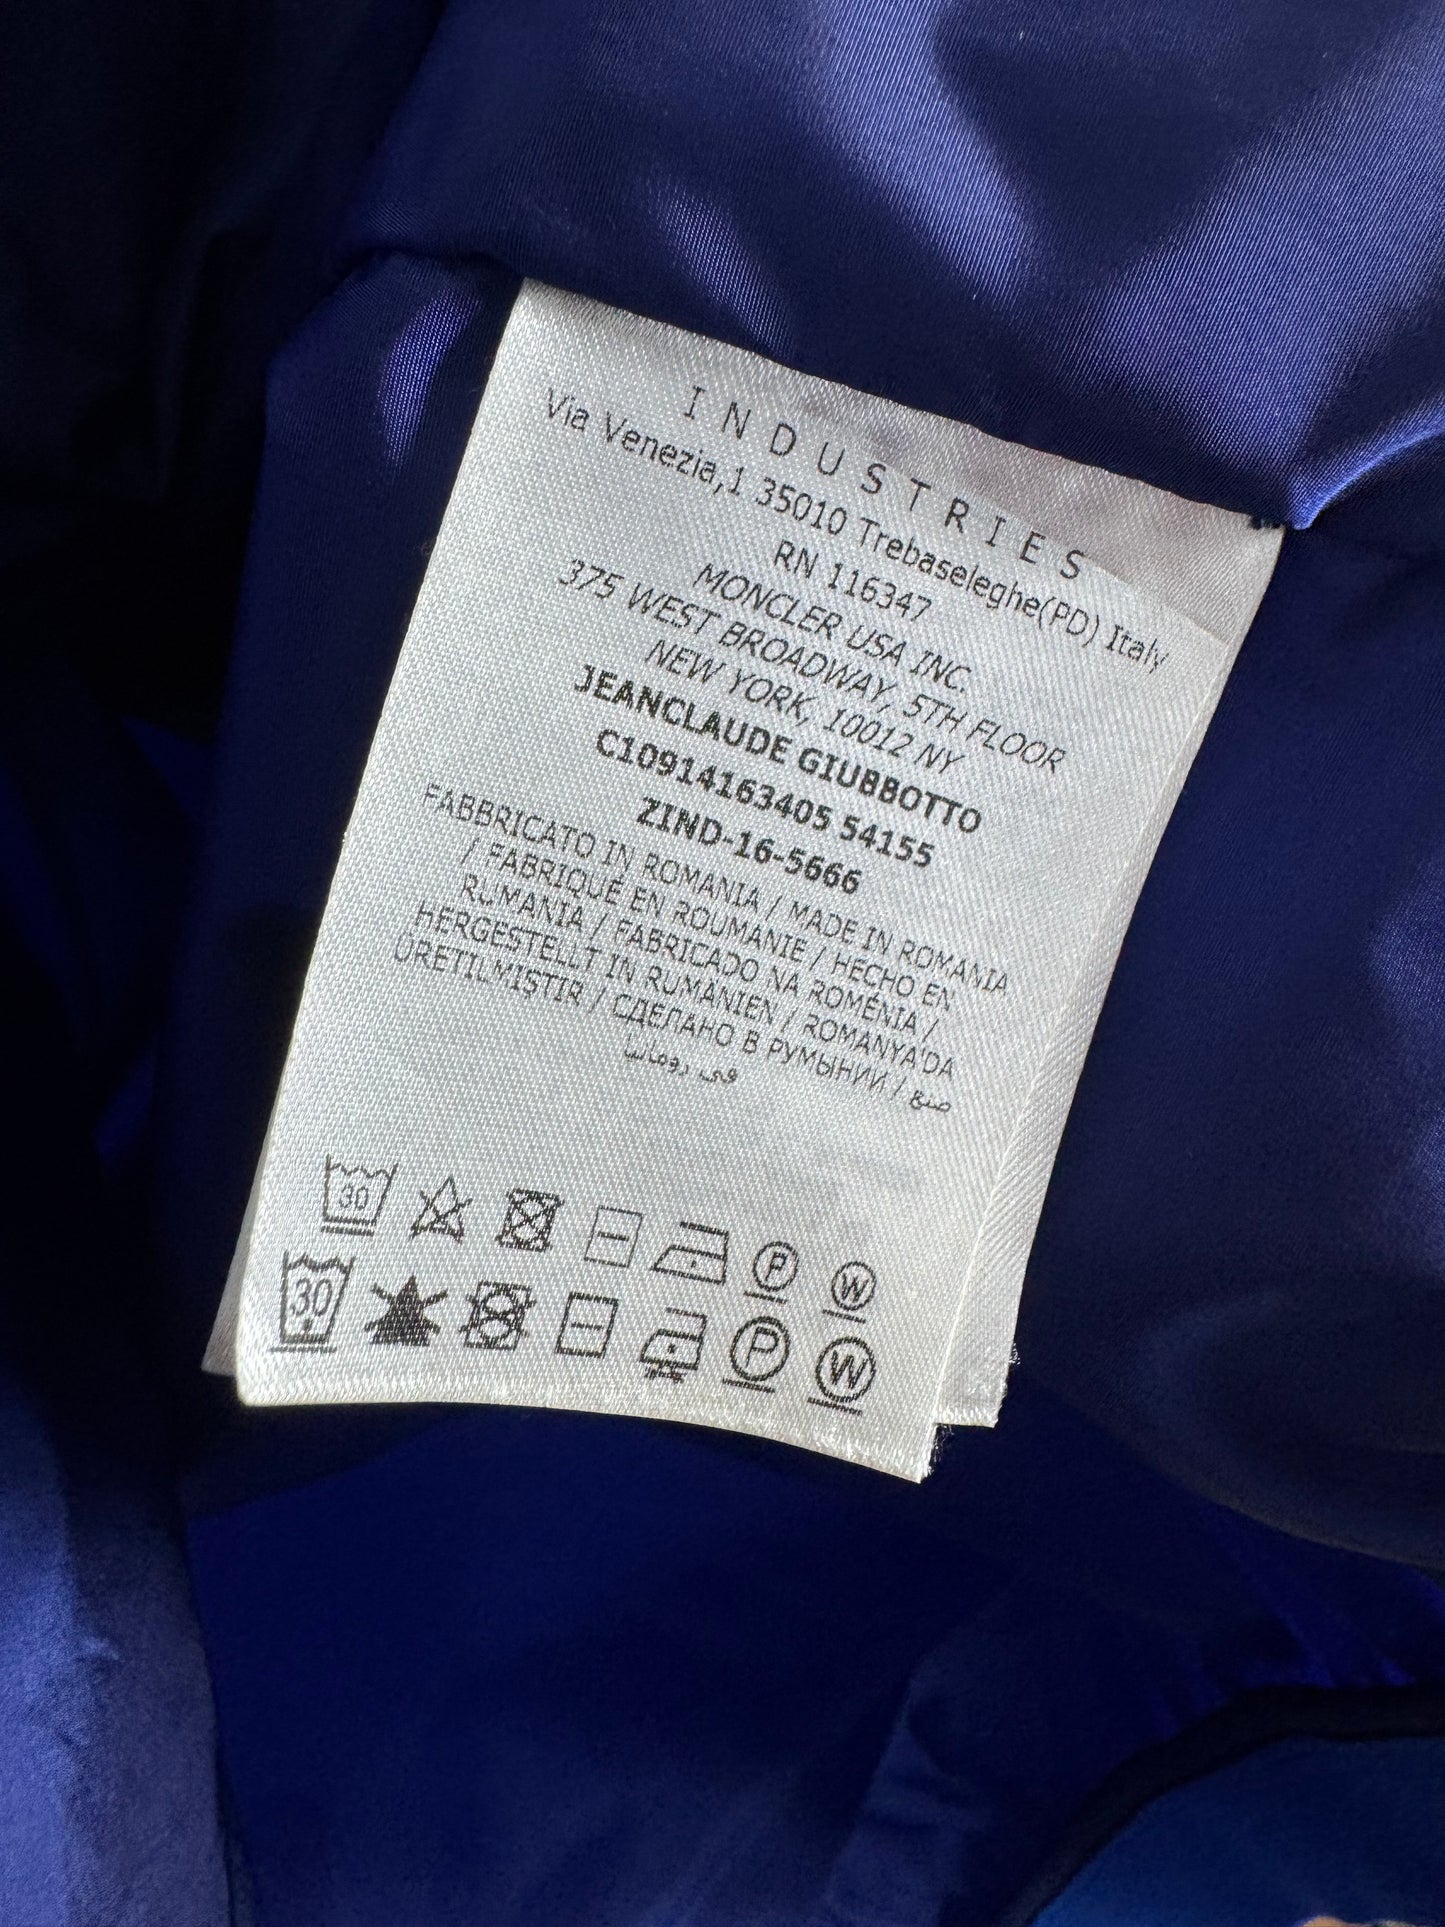 INDUSTRIES
Via Venezia,1 35010 Trebaseleghe(PD) Italy
RN 116347
MONCLER USA INC.
375 WEST BROADWAY, 5TH FLOOR
NEW YORK, 10012 NY
JEANCLAUDE GIUBBOTTO
C10914163405 54155
ZIND-16-5666
FABBRICATO IN ROMANIA / MADE IN ROMANIA
/ FABRIQUÉ EN ROUMANIE / HECHO EN
RUMANIA / FABRICADO NA ROMÉNIA /
HERGESTELLT IN RUMÄNIEN / ROMANYA'DA
ÜRETILMIŞTIR / СДЕЛАНО В РУМЫНИИ / صنع
في رومانيا
30 P W
30 P W